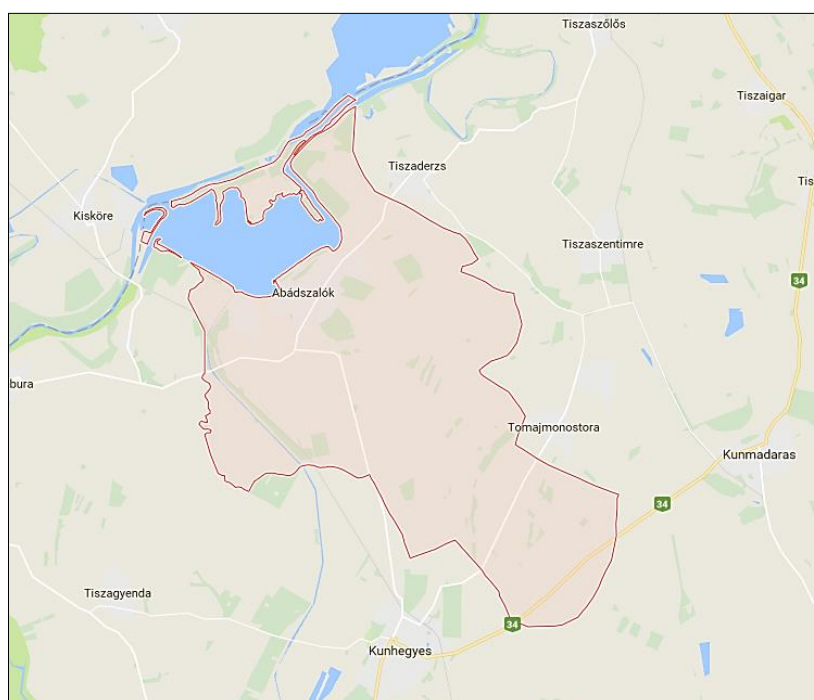 Tiszaszőlős
Tiszaigar
Tiszaderzs
Tis
Kisköre
Tiszaszentimre
34
Abádszalók
bura
Tomajmonostora
Kunmadaras
34
Tiszagyenda
34
Kunhegyes